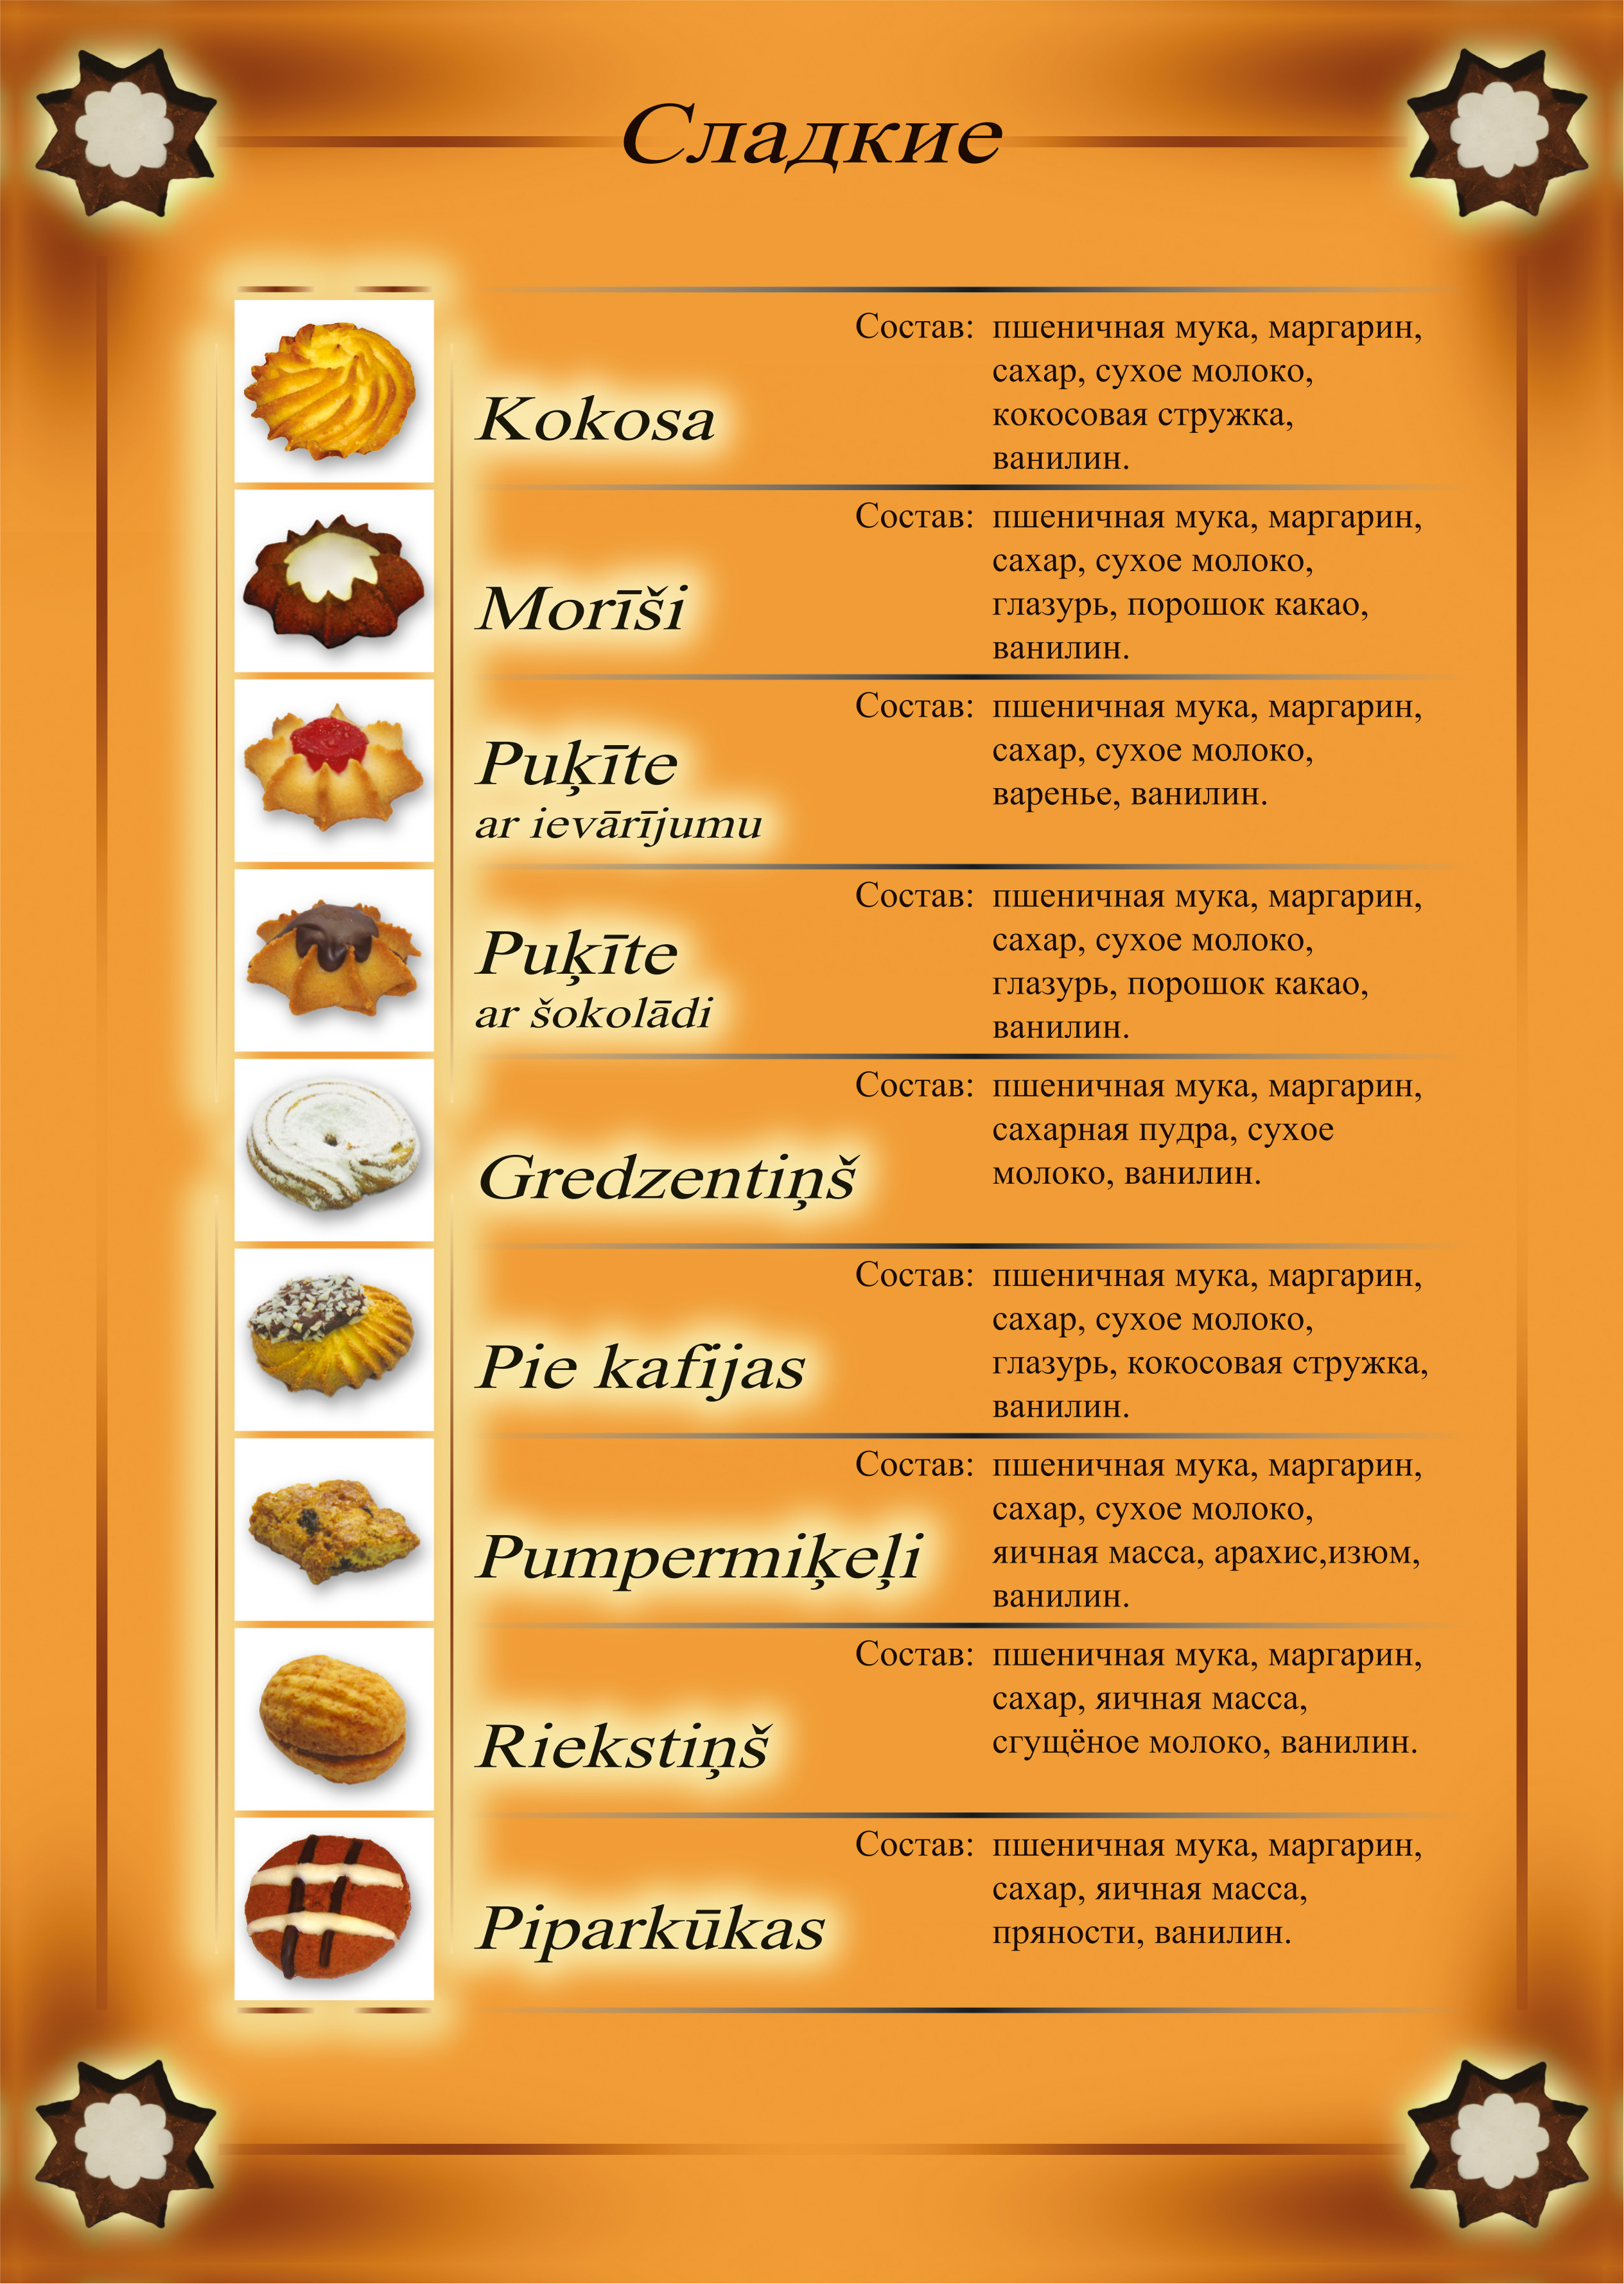 Сладкие
Kokosa
Состав: пшеничная мука, маргарин,
сахар, сухое молоко,
кокосовая стружка,
ванилин.
Morīši
Состав: пшеничная мука, маргарин,
сахар, сухое молоко,
глазурь, порошок какао,
ванилин.
Puķīte
ar ievārījumu
Состав: пшеничная мука, маргарин,
сахар, сухое молоко,
варенье, ванилин.
Puķīte
ar šokolādi
Состав: пшеничная мука, маргарин,
сахар, сухое молоко,
глазурь, порошок какао,
ванилин.
Gredzentiņš
Состав: пшеничная мука, маргарин,
сахарная пудра, сухое
молоко, ванилин.
Pie kafijas
Состав: пшеничная мука, маргарин,
сахар, сухое молоко,
глазурь, кокосовая стружка,
ванилин.
Pumpermiķeļi
Состав: пшеничная мука, маргарин,
сахар, сухое молоко,
яичная масса, арахис,изюм,
ванилин.
Riekstiņš
Состав: пшеничная мука, маргарин,
сахар, яичная масса,
сгущёное молоко, ванилин.
Piparkūkas
Состав: пшеничная мука, маргарин,
сахар, яичная масса,
пряности, ванилин.